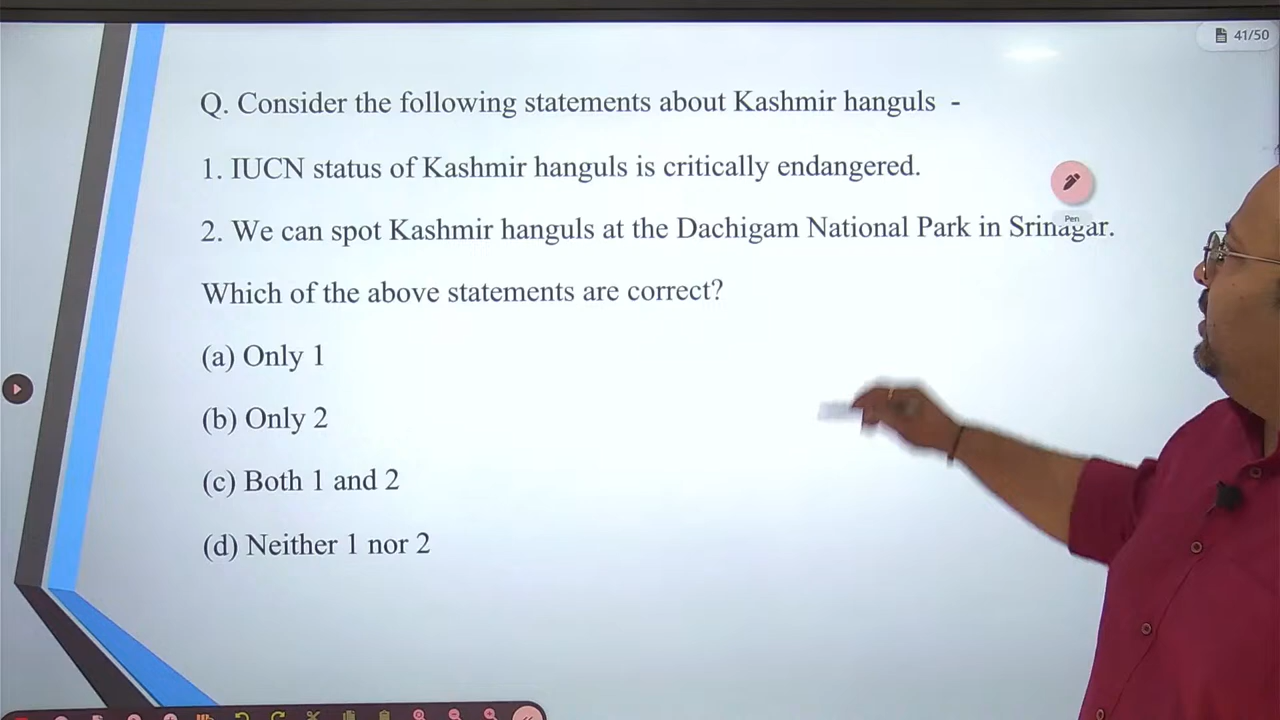 41/50
Q. Consider the following statements about Kashmir hanguls -
1. IUCN status of Kashmir hanguls is critically endangered.
Pen
2. We can spot Kashmir hanguls at the Dachigam National Park in Srinagar.
Which of the above statements are correct?
(a) Only 1
(b) Only 2
(c) Both 1 and 2
(d) Neither 1 nor 2